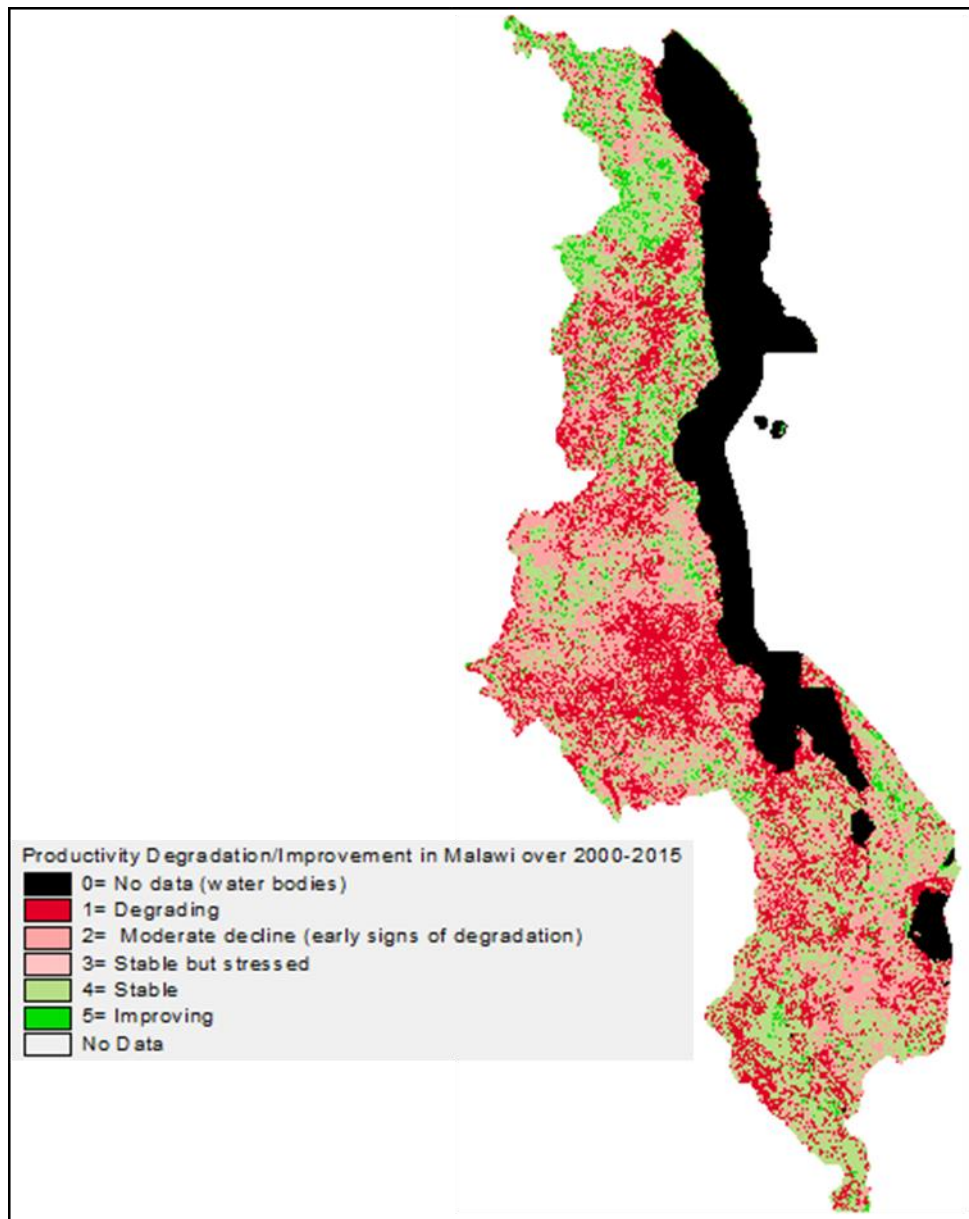 Productivity Degradation/Improvement in Malawi over 2000-2015
0= No data (water bodies)
1= Degrading
2= Moderate decline (early signs of degradation)
3= Stable but stressed
4= Stable
5= Improving
No Data